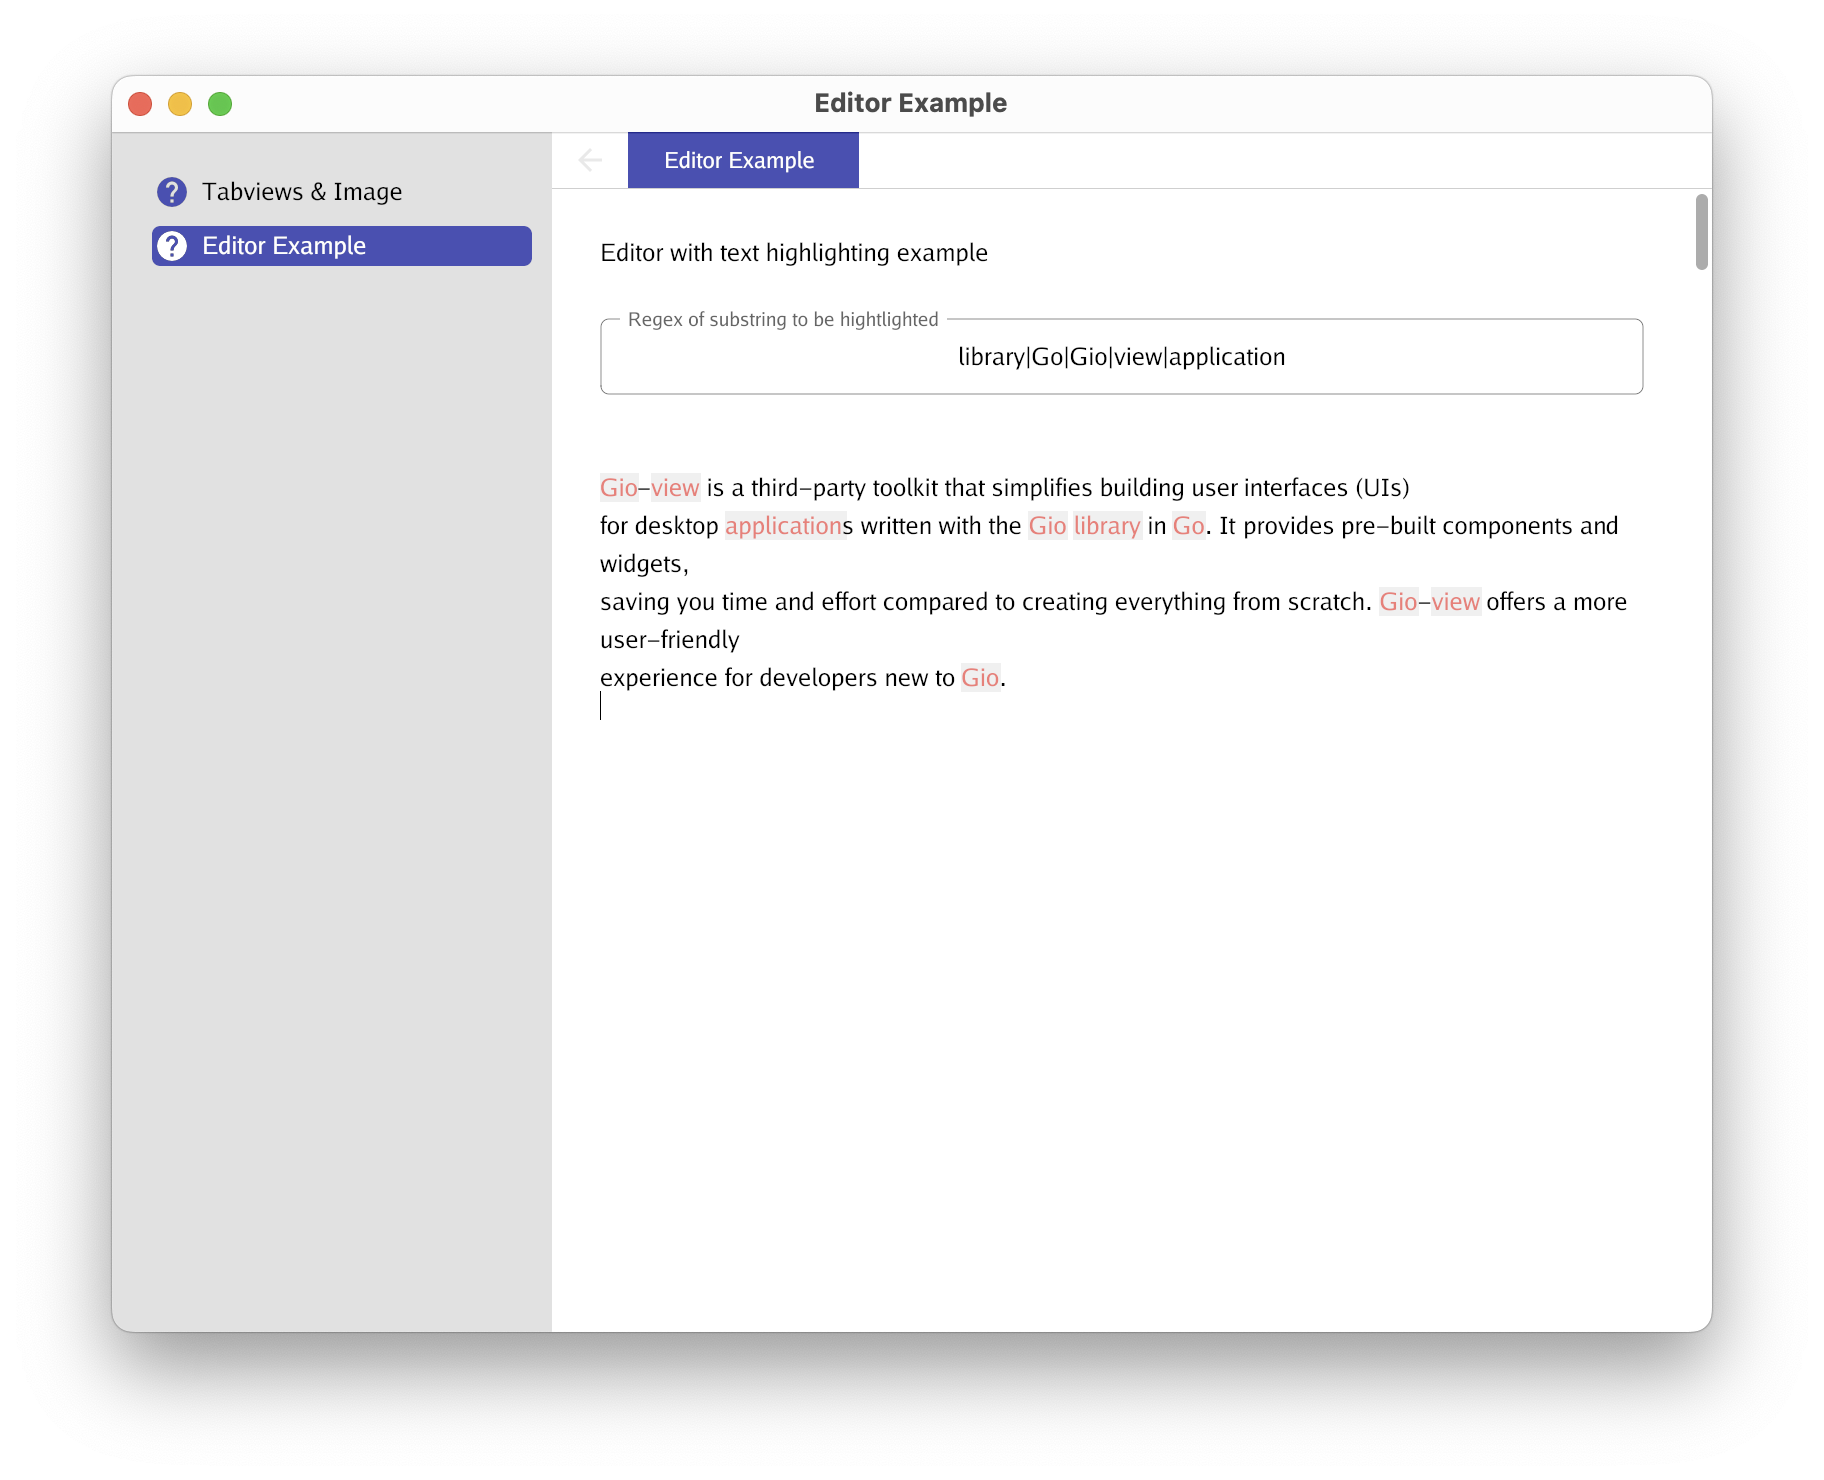 Editor Example
Tabviews & Image
Editor Example
Editor Example
Editor with text highlighting example
Regex of substring to be hightlighted
library|Go|Gio|view|application
Gio-view is a third-party toolkit that simplifies building user interfaces (UIs)
for desktop applications written with the Gio library in Go. It provides pre-built components and
widgets,
saving you time and effort compared to creating everything from scratch. Gio-view offers a more
user-friendly
experience for developers new to Gio.